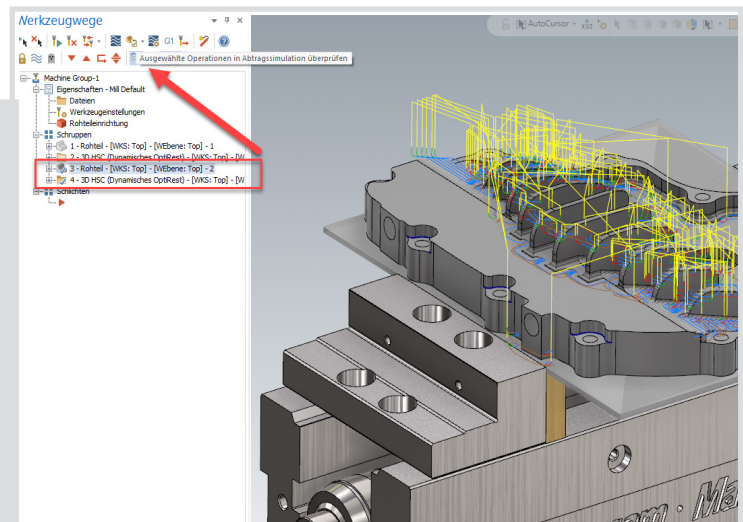 Werkzeugwege
AutoCursor
G1
Ausgewählte Operationen in Abtragssimulation überprüfen
Machine Group-1
Eigenschaften - Mill Default
Dateien
Werkzeugeinstellungen
Rohteileinrichtung
Schruppen
1 - Rohteil - [WKS: Top] - [WEbene: Top] - 1
2 - 3D HSC (Dynamisches OptiRest) - [WKS: Top] - [W
3 - Rohteil - [WKS: Top] - [WEbene: Top] - 2
4 - 3D HSC (Dynamisches OptiRest) - [WKS: Top] - [W
Schlichten